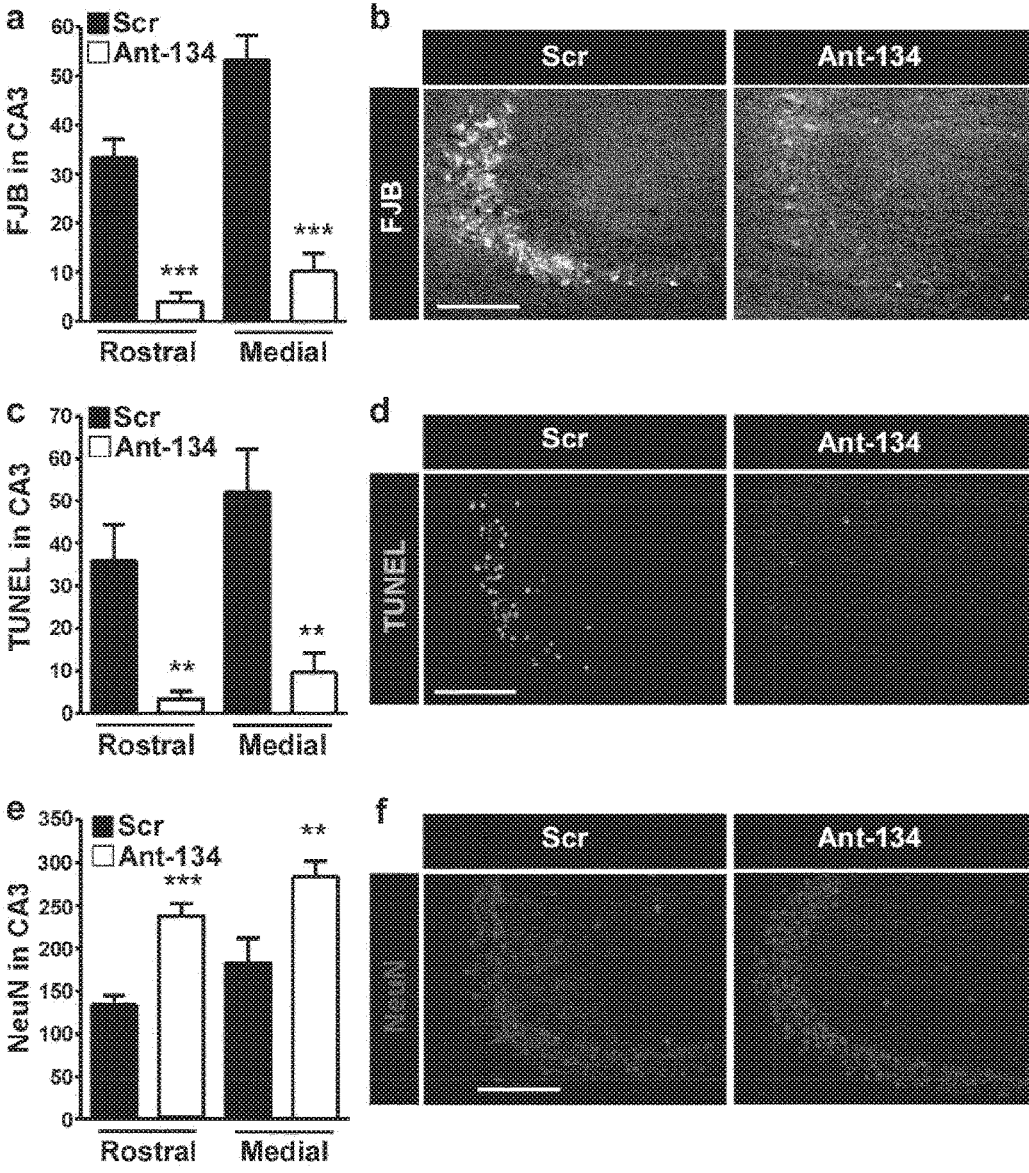 a
Scr
Ant-134
FJB in CA3
60
50
40
30
20
10
0
***
***
Rostral
Medial
b
Scr
Ant-134
FJB
c
Scr
Ant-134
TUNEL in CA3
70
60
50
40
30
20
10
0
**
**
Rostral
Medial
d
Scr
Ant-134
TUNEL
e
Scr
Ant-134
NeuN in CA3
350
300
250
200
150
100
50
0
***
**
Rostral
Medial
f
Scr
Ant-134
NeuN